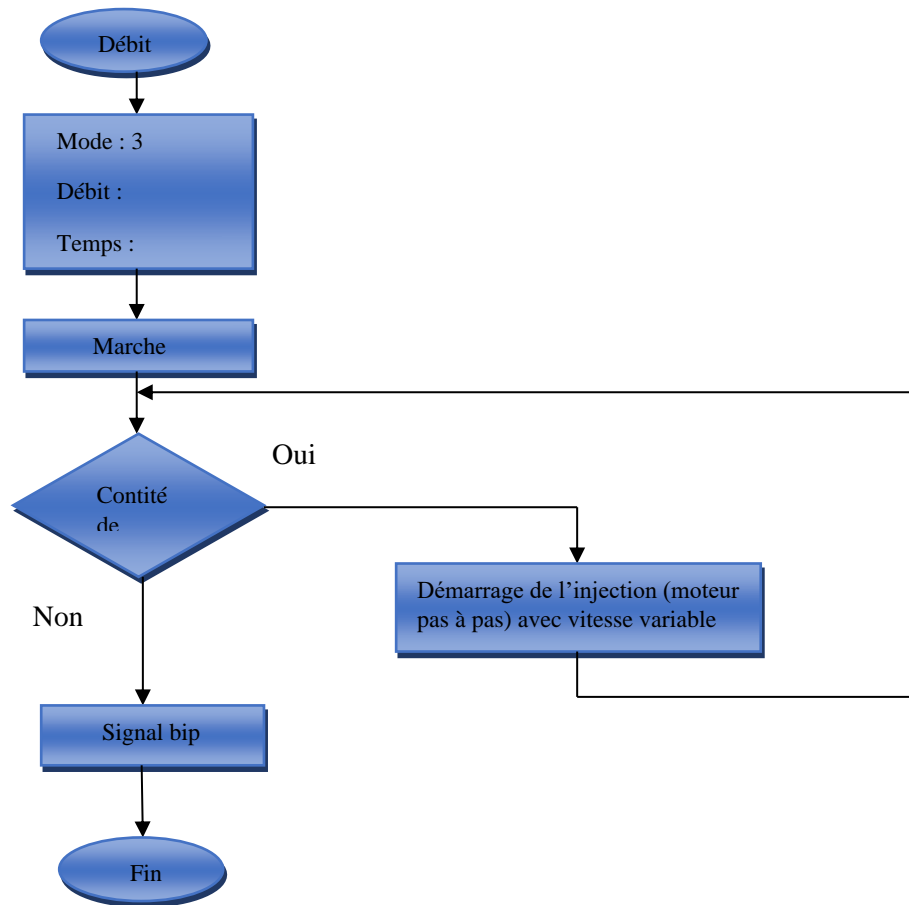 Débit
Mode : 3
Débit :
Temps :
Marche
Oui
Contité
de
Démarrage de l’injection (moteur
pas à pas) avec vitesse variable
Non
Signal bip
Fin